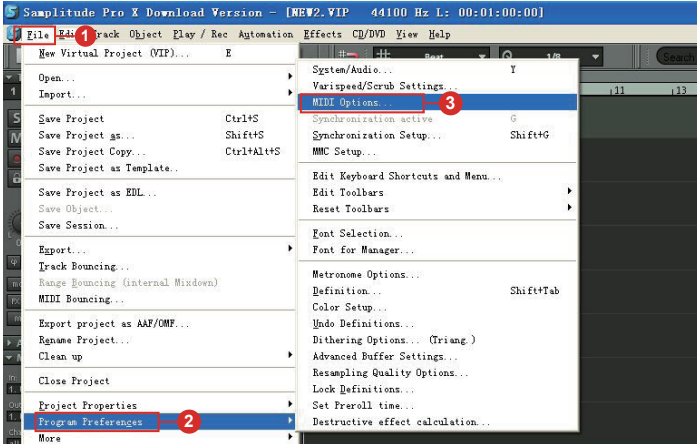 Samplitude Pro X Download Version - [NEW2.VIP 44100 Hz L: 00:01:00:00]
File 1 Track Object Play / Rec Automation Effects CD/DVD View Help
New Virtual Project (VIP)... E
Open...
Import...
Save Project Ctrl+S
Save Project as... Shift+S
Save Project Copy... Ctrl+Alt+S
Save Project as Template..
Save Project as EDL...
Save Object...
Save Session...
Export...
Track Bouncing...
Range Bouncing (internal Mixdown)
MIDI Bouncing...
Export project as AAF/OMF...
Rename Project...
Clean up
Close Project
Project Properties
Program Preferences 2
More
Bear 1/8 Search
11 13
System/Audio... Y
Varispeed/Scrub Settings...
MIDI Options... 3
Synchronization active G
Synchronization Setup... Shift+G
MMC Setup...
Edit Keyboard Shortcuts and Menu...
Edit Toolbars
Reset Toolbars
Font Selection...
Font for Manager...
Metronome Options...
Definition... Shift+Tab
Color Setup...
Undo Definitions...
Dithering Options... (Triang.)
Advanced Buffer Settings...
Resampling Quality Options...
Lock Definitions...
Set Preroll time...
Destructive effect calculation...